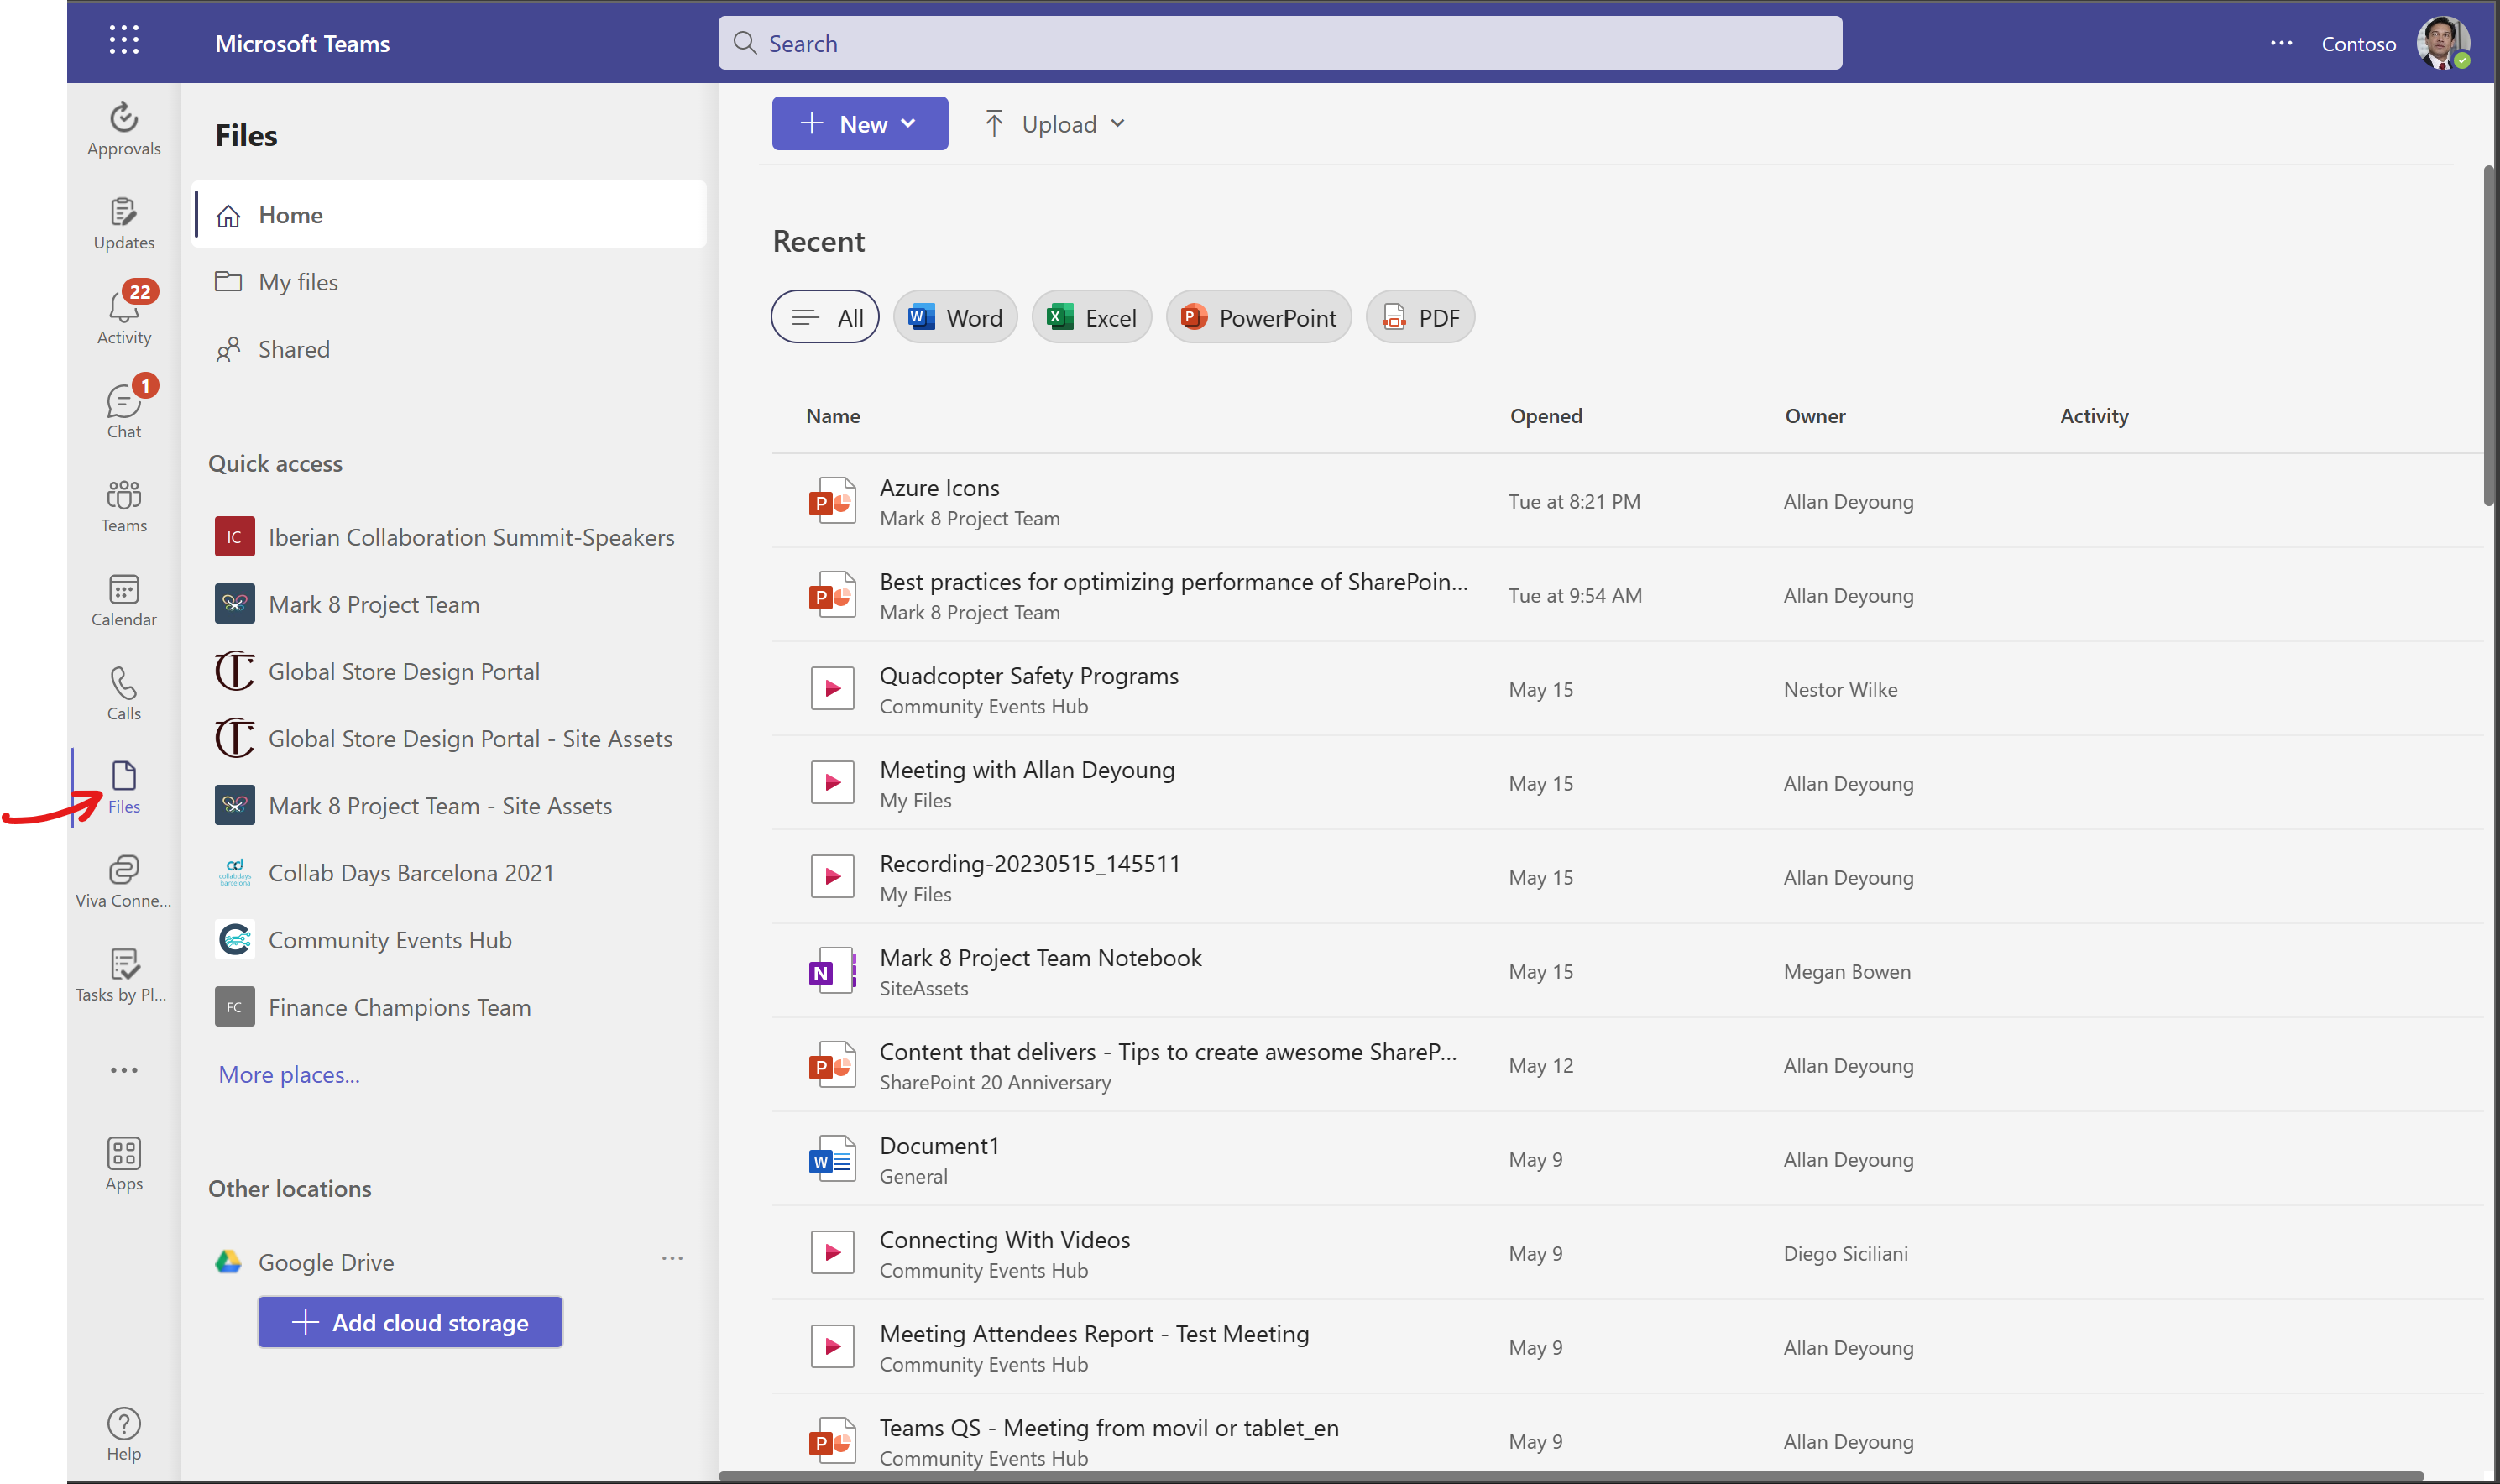 Microsoft Teams
Search
Contoso
Approvals
Updates
22
Activity
1
Chat
Teams
Calendar
Calls
Files
Viva Conne...
Tasks by Pl...
Apps
Help
Files
Home
My files
Shared
Quick access
IC Iberian Collaboration Summit-Speakers
Mark 8 Project Team
Global Store Design Portal
Global Store Design Portal - Site Assets
Mark 8 Project Team - Site Assets
cd collabdays barcelona Collab Days Barcelona 2021
Community Events Hub
FC Finance Champions Team
More places...
Other locations
Google Drive
Add cloud storage
New
Upload
Recent
All Word Excel PowerPoint PDF
Name Opened Owner Activity
Azure Icons
Mark 8 Project Team
Tue at 8:21 PM
Allan Deyoung
Best practices for optimizing performance of SharePoin...
Mark 8 Project Team
Tue at 9:54 AM
Allan Deyoung
Quadcopter Safety Programs
Community Events Hub
May 15
Nestor Wilke
Meeting with Allan Deyoung
My Files
May 15
Allan Deyoung
Recording-20230515_145511
My Files
May 15
Allan Deyoung
Mark 8 Project Team Notebook
SiteAssets
May 15
Megan Bowen
Content that delivers - Tips to create awesome ShareP...
SharePoint 20 Anniversary
May 12
Allan Deyoung
Document1
General
May 9
Allan Deyoung
Connecting With Videos
Community Events Hub
May 9
Diego Siciliani
Meeting Attendees Report - Test Meeting
Community Events Hub
May 9
Allan Deyoung
Teams QS - Meeting from movil or tablet_en
Community Events Hub
May 9
Allan Deyoung